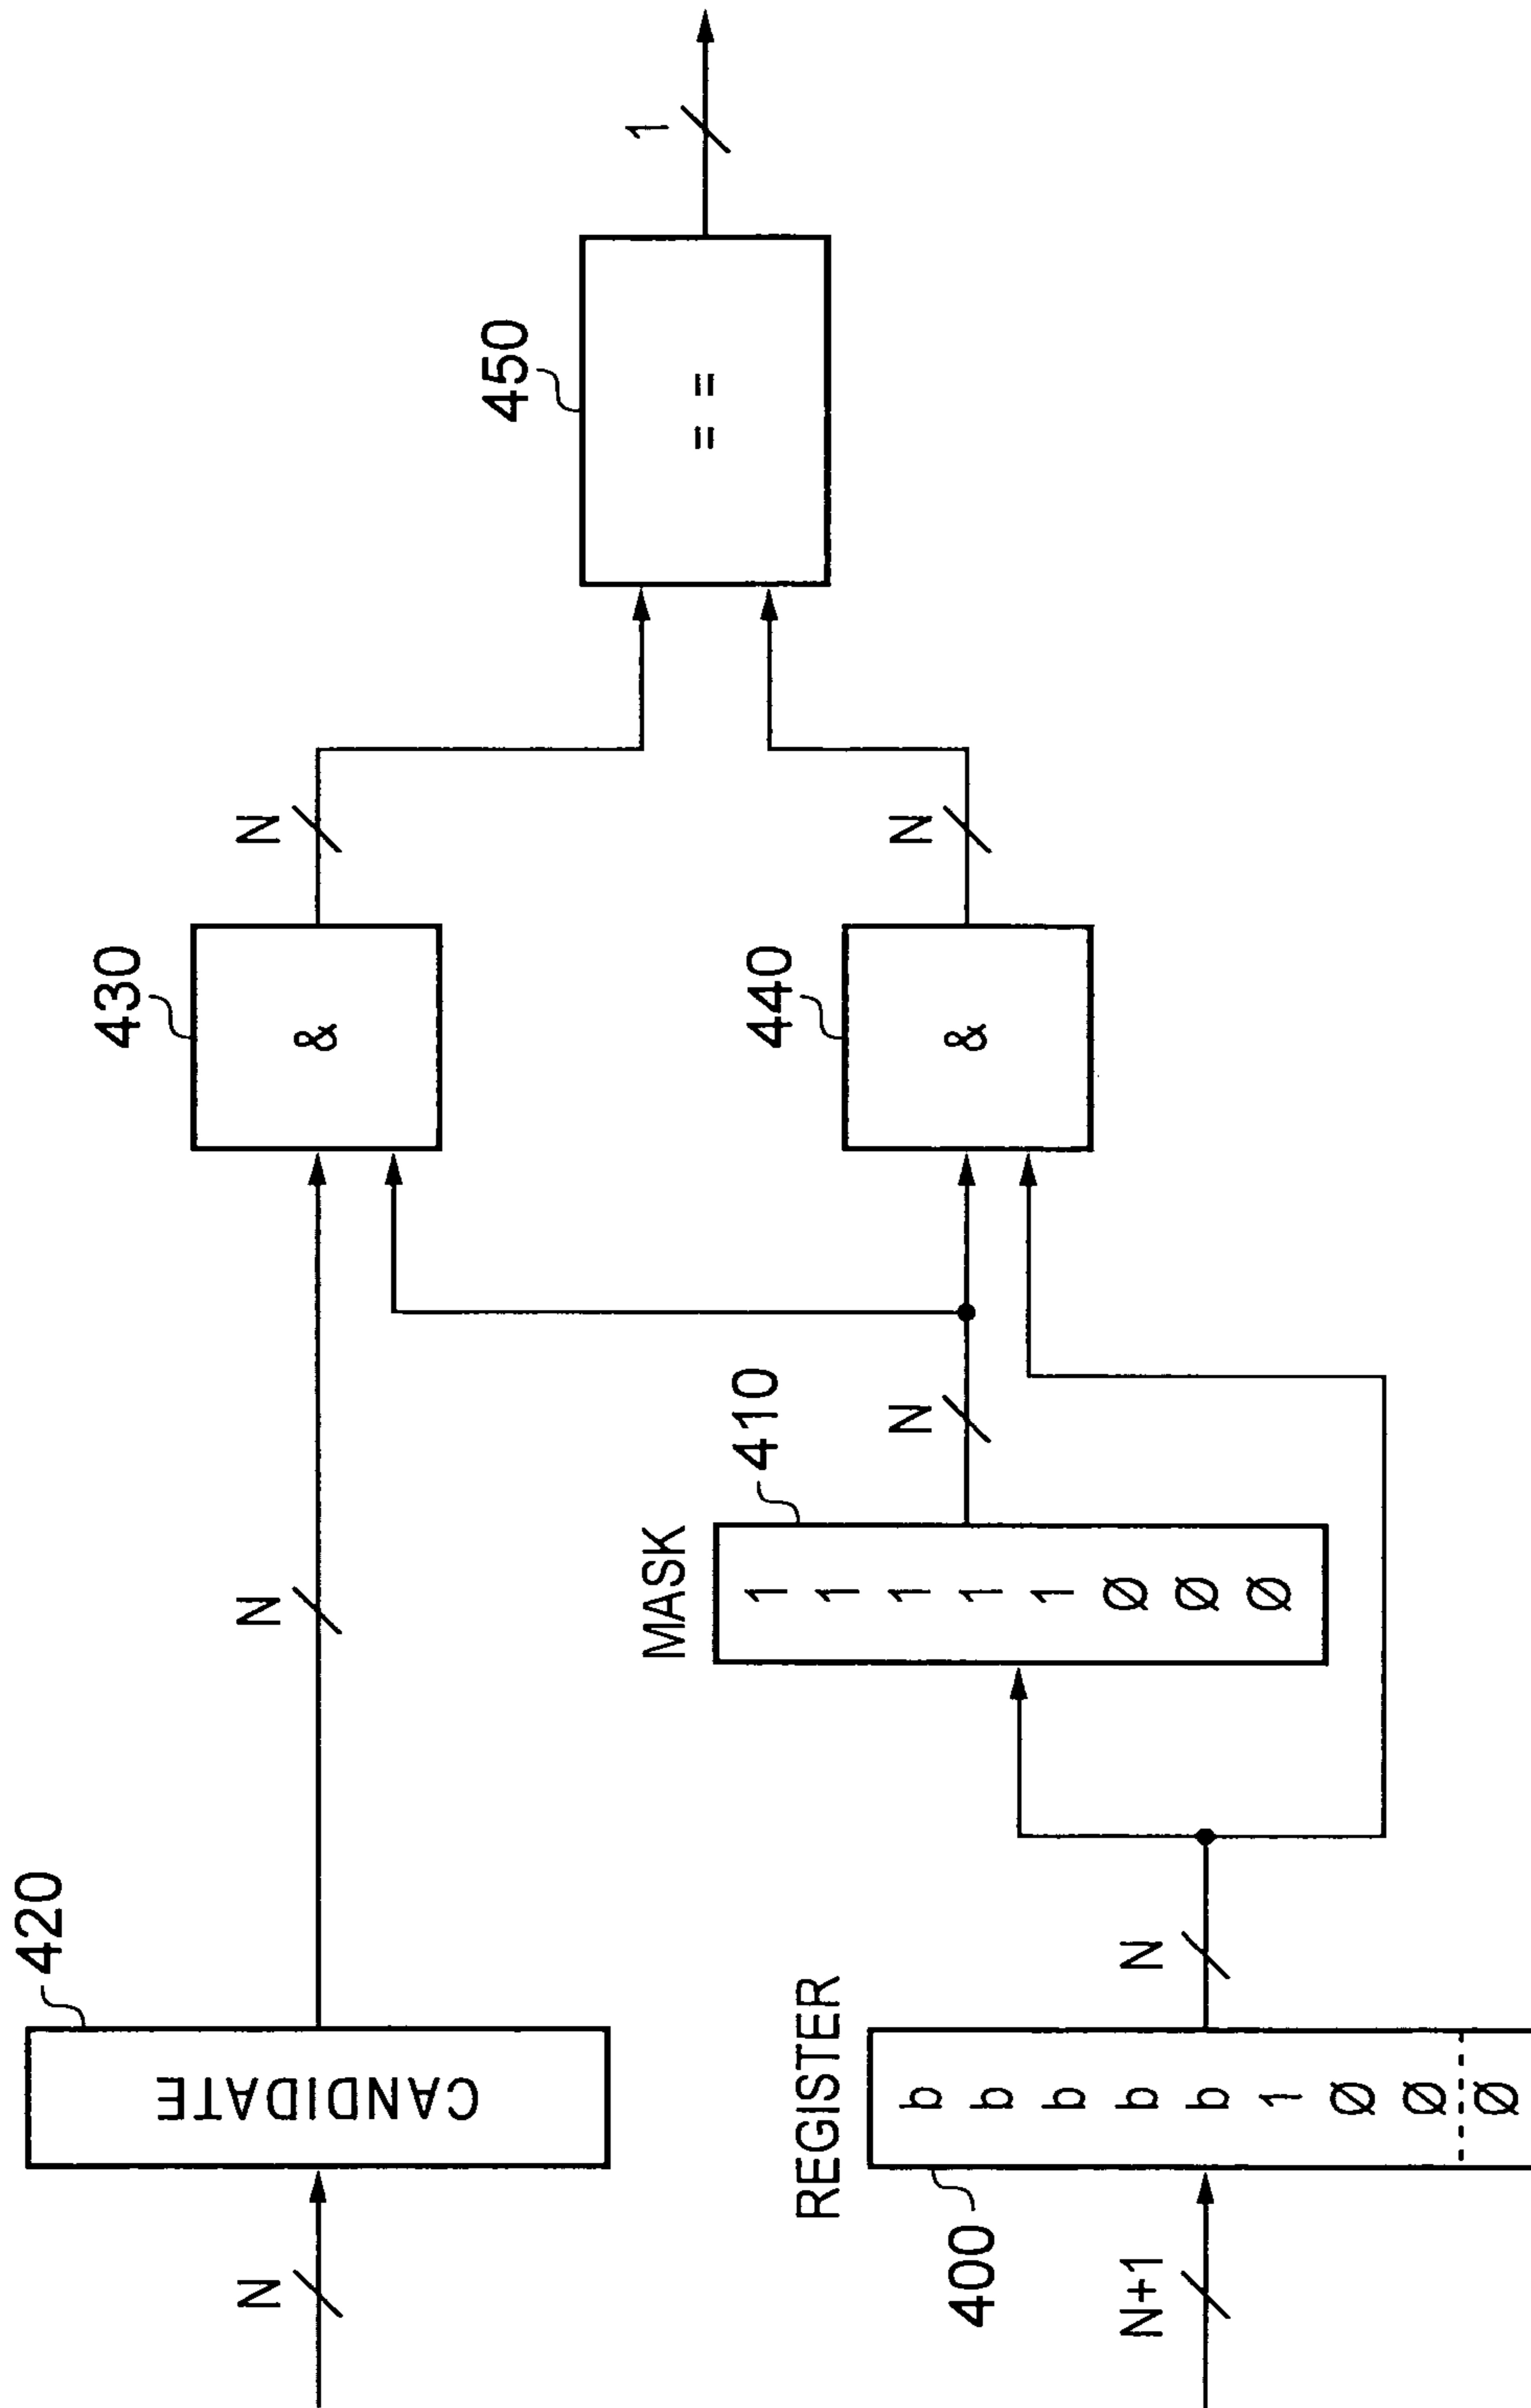 420
CANDIDATE
N
N
430
&
N
450
= =
1
MASK
410
1
1
1
1
1
Ø
Ø
Ø
N
440
&
N
REGISTER
400
N+1
b
b
b
b
b
1
Ø
Ø
Ø
N